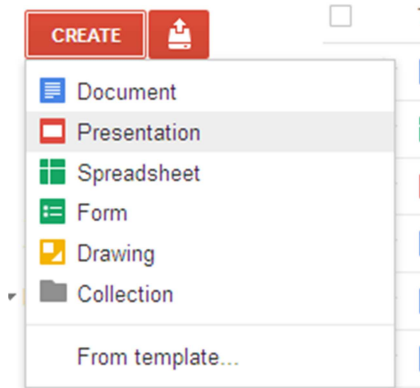 CREATE
Document
Presentation
Spreadsheet
Form
Drawing
Collection
From template...